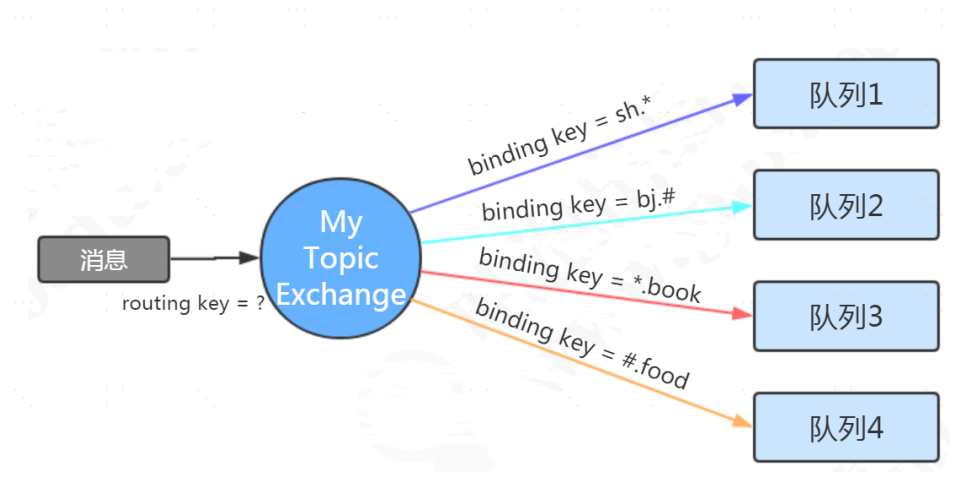 消息
routing key = ?
My
Topic
Exchange
binding key = sh.*
binding key = bj.#
binding key = *.book
binding key = #.food
队列1
队列2
队列3
队列4